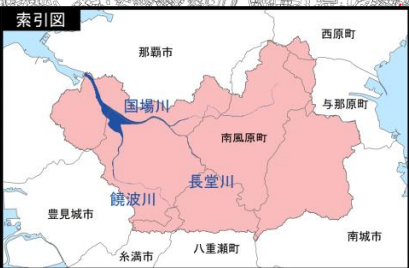 索引図
西原町
那覇市
国場川
与那原町
南風原町
長堂川
饒波川
豊見城市
南城市
八重瀬町
糸満市